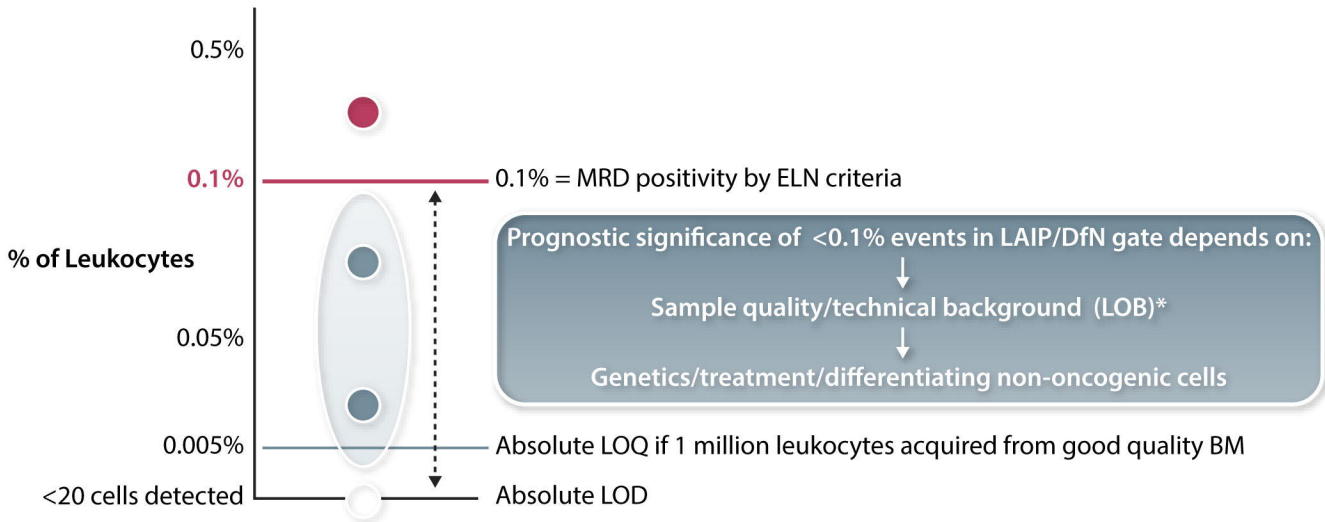 0.5%
0.1%
0.1% = MRD positivity by ELN criteria
Prognostic significance of <0.1% events in LAIP/DfN gate depends on:
% of Leukocytes
Sample quality/technical background (LOB)*
0.05%
Genetics/treatment/differentiating non-oncogenic cells
0.005%
Absolute LOQ if 1 million leukocytes acquired from good quality BM
<20 cells detected
Absolute LOD